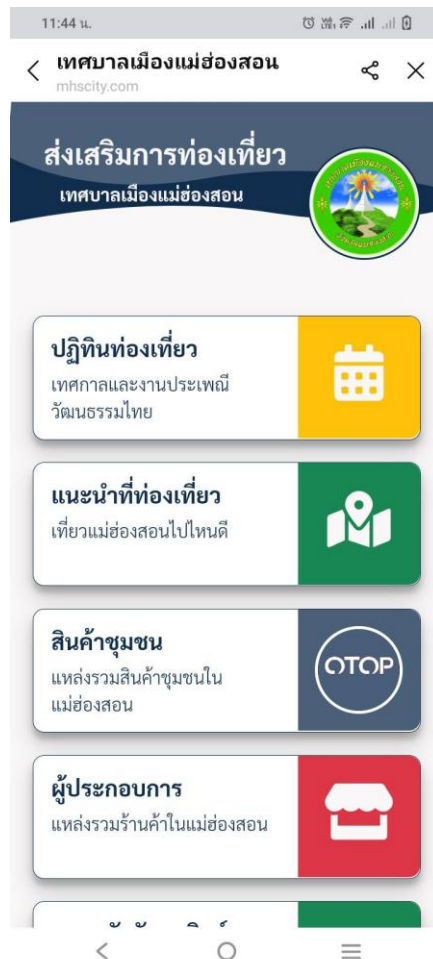 11:44 น.
เทศบาลเมืองแม่ฮ่องสอน
mhscity.com
ส่งเสริมการท่องเที่ยว
เทศบาลเมืองแม่ฮ่องสอน
ปฏิทินท่องเที่ยว
เทศกาลและงานประเพณี
วัฒนธรรมไทย
แนะนำที่ท่องเที่ยว
เที่ยวแม่ฮ่องสอนไปไหนดี
สินค้าชุมชน
แหล่งรวมสินค้าชุมชนใน
แม่ฮ่องสอน
OTOP
ผู้ประกอบการ
แหล่งรวมร้านค้าในแม่ฮ่องสอน